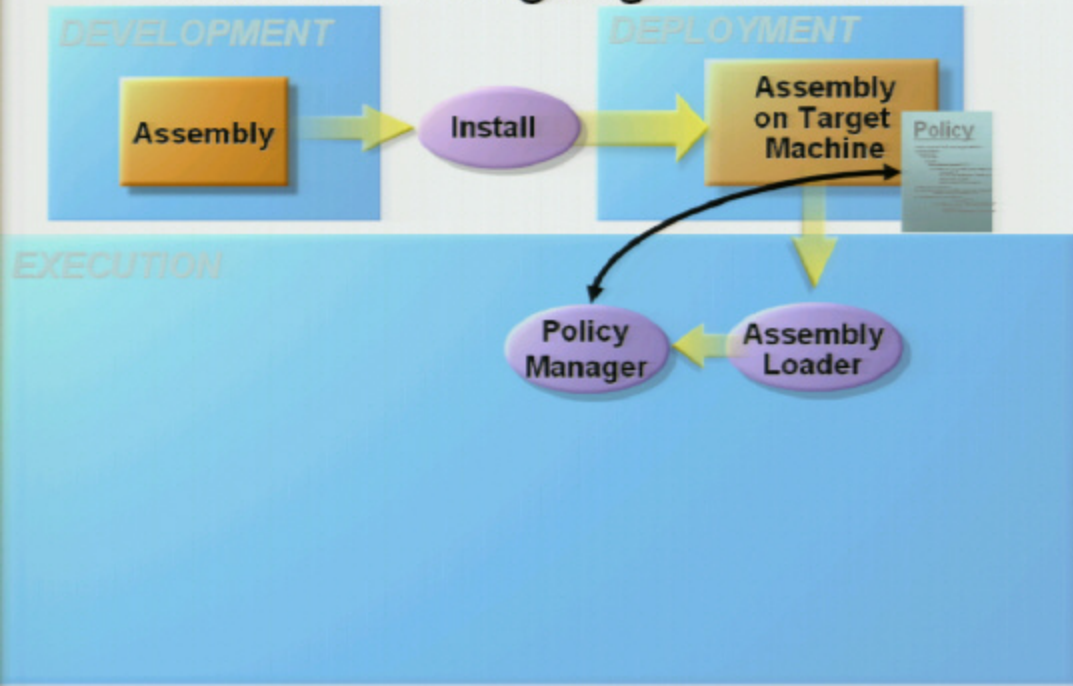 DEVELOPMENT
DEPLOYMENT
Assembly
Install
Assembly
on Target
Machine
Policy
EXECUTION
Policy
Manager
Assembly
Loader